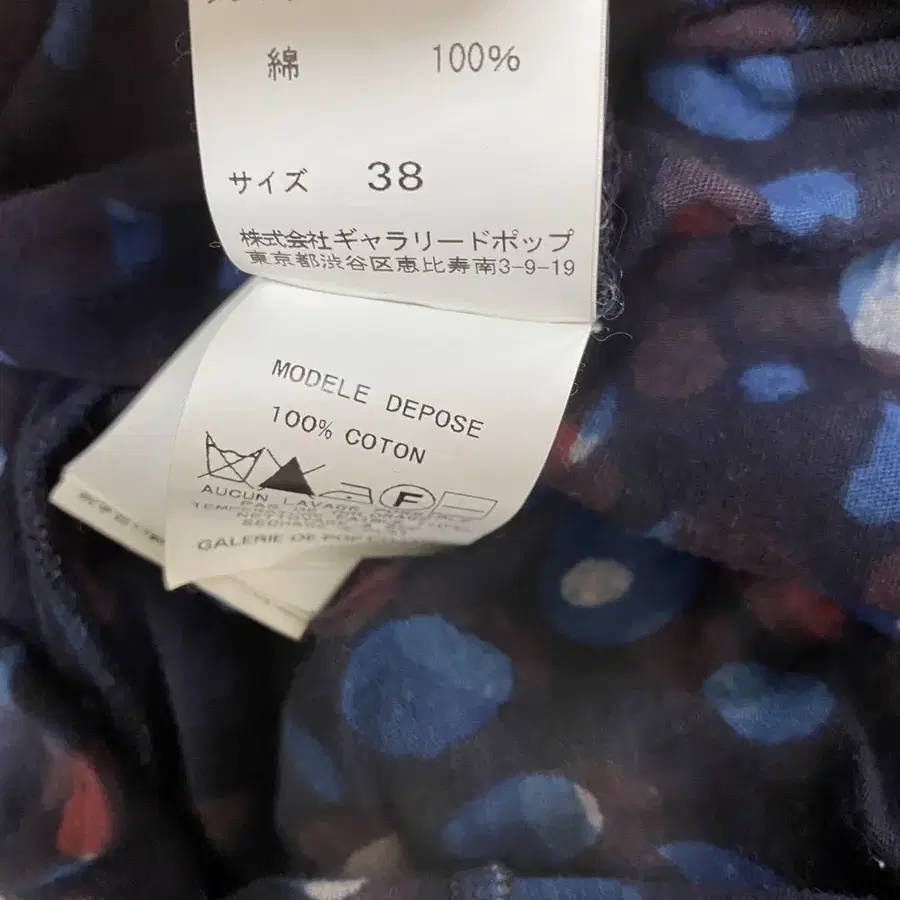 綿 100%
サイズ 38
株式会社ギャラリードポップ
東京都渋谷区恵比寿南3-9-19
MODELE DEPOSE
100% COTON
F
AUCUN LAVAGE
PAS DE
GALERIE DE POP